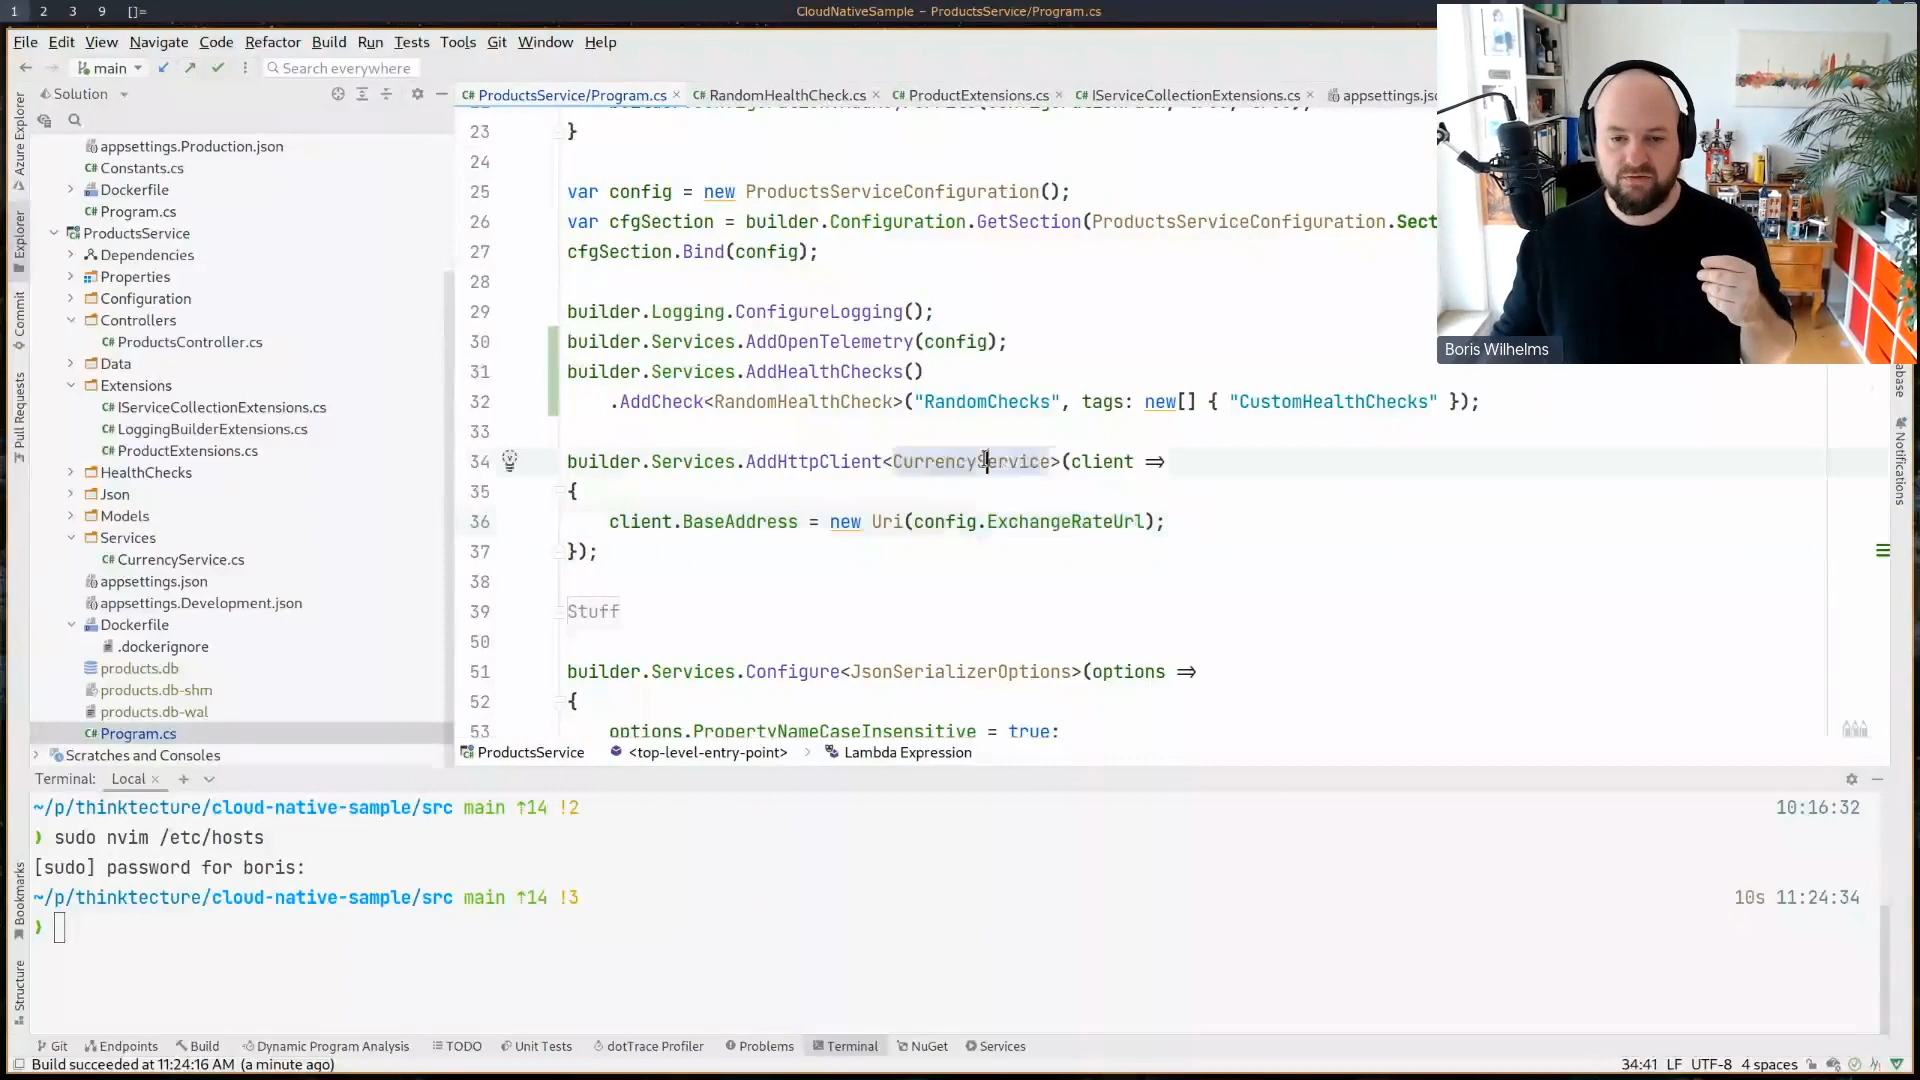 1 2 3 9 []=
CloudNativeSample – ProductsService/Program.cs
File Edit View Navigate Code Refactor Build Run Tests Tools Git Window Help
main Search everywhere
Solution
ProductsService/Program.cs RandomHealthCheck.cs ProductExtensions.cs IServiceCollectionExtensions.cs appsettings.jso
Azure Explorer
Explorer
Commit
Pull Requests
Bookmarks
Structure
appsettings.Production.json
Constants.cs
Dockerfile
Program.cs
ProductsService
Dependencies
Properties
Configuration
Controllers
ProductsController.cs
Data
Extensions
IServiceCollectionExtensions.cs
LoggingBuilderExtensions.cs
ProductExtensions.cs
HealthChecks
Json
Models
Services
CurrencyService.cs
appsettings.json
appsettings.Development.json
Dockerfile
.dockerignore
products.db
products.db-shm
products.db-wal
Program.cs
Scratches and Consoles
23 }
24
25 var config = new ProductsServiceConfiguration();
26 var cfgSection = builder.Configuration.GetSection(ProductsServiceConfiguration.Sect
27 cfgSection.Bind(config);
28
29 builder.Logging.ConfigureLogging();
30 builder.Services.AddOpenTelemetry(config);
31 builder.Services.AddHealthChecks()
32 .AddCheck<RandomHealthCheck>("RandomChecks", tags: new[] { "CustomHealthChecks" });
33
34 builder.Services.AddHttpClient<CurrencyService>(client =>
35 {
36 client.BaseAddress = new Uri(config.ExchangeRateUrl);
37 });
38
39 Stuff
50
51 builder.Services.Configure<JsonSerializerOptions>(options =>
52 {
53 options.PropertyNameCaseInsensitive = true;
ProductsService <top-level-entry-point> Lambda Expression
Boris Wilhelms
abase
Notifications
Terminal: Local
~/p/thinktecture/cloud-native-sample/src main ⇡14 !2 10:16:32
❯ sudo nvim /etc/hosts
[sudo] password for boris:
~/p/thinktecture/cloud-native-sample/src main ⇡14 !3 10s 11:24:34
❯
Git Endpoints Build Dynamic Program Analysis TODO Unit Tests dotTrace Profiler Problems Terminal NuGet Services
Build succeeded at 11:24:16 AM (a minute ago) 34:41 LF UTF-8 4 spaces